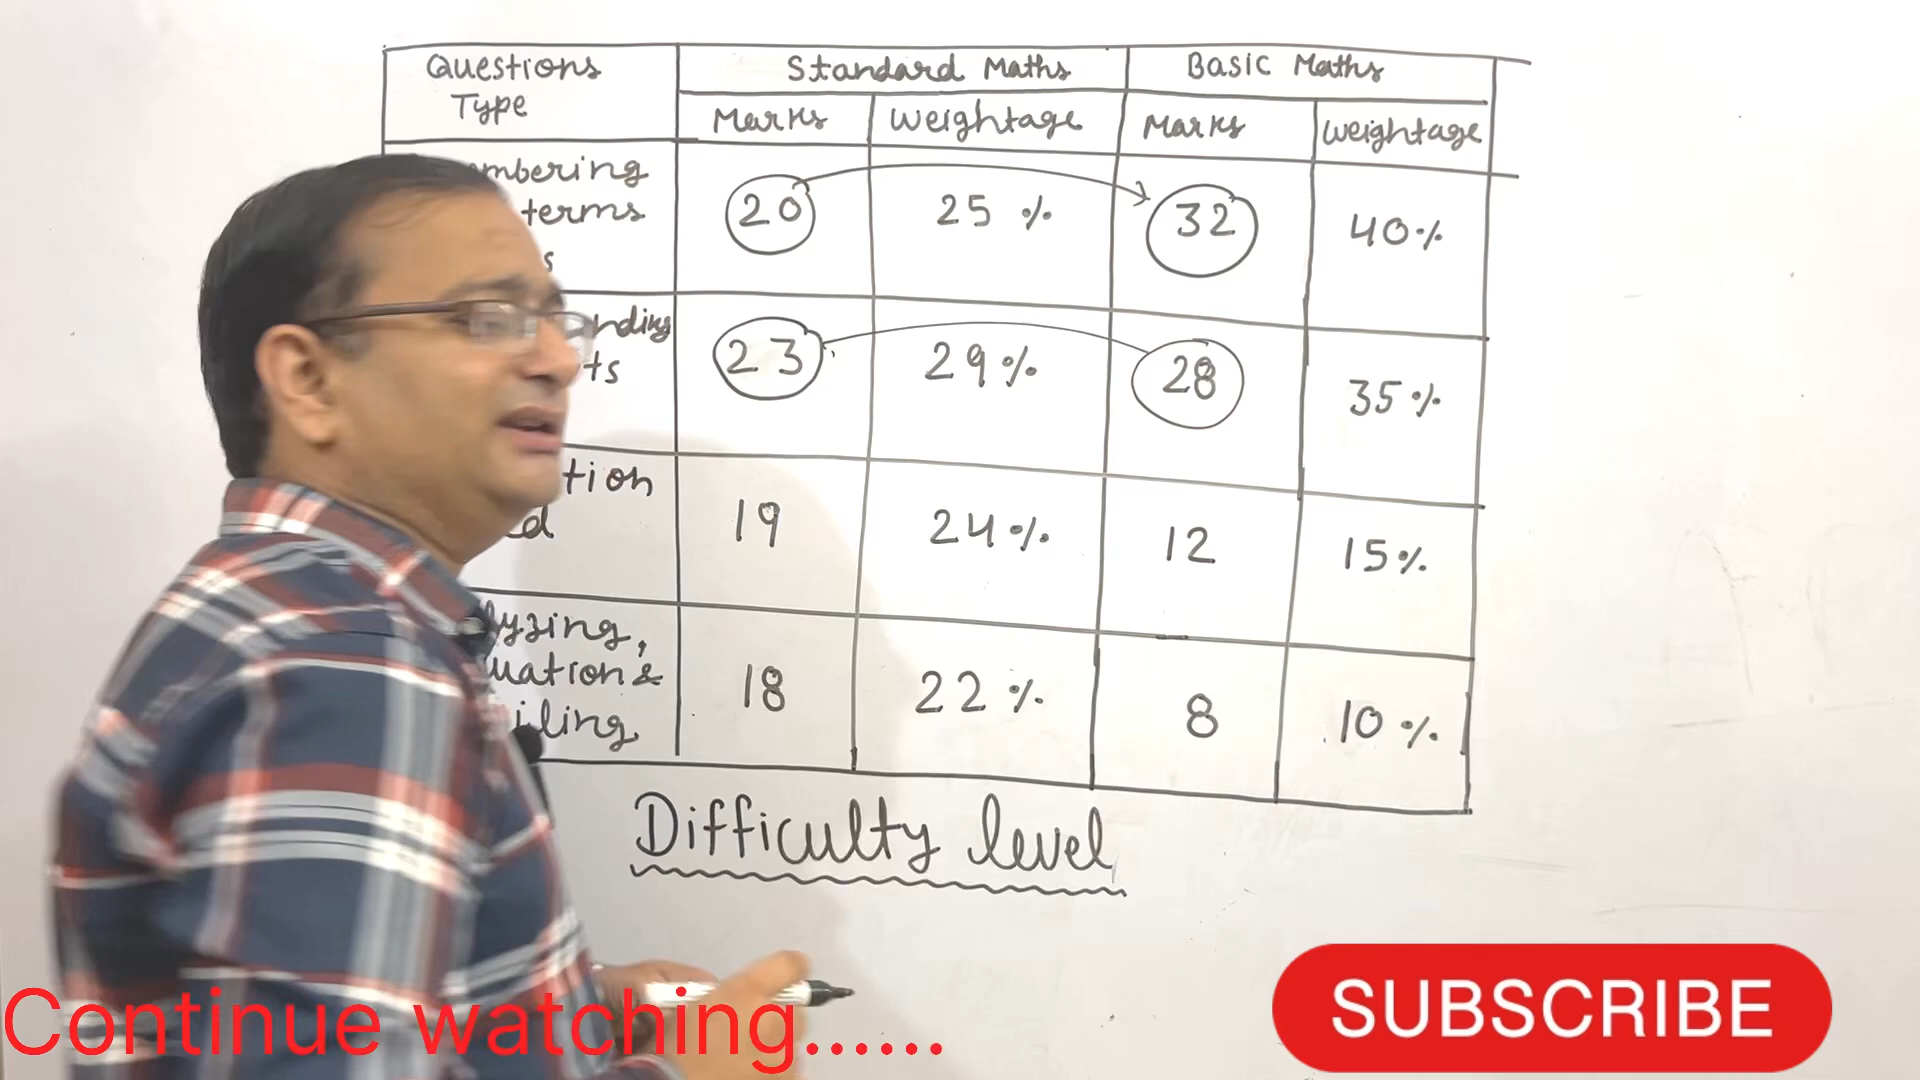 Questions Type
Standard Maths
Basic Maths
Marks
Weightage
Marks
Weightage
terms
20
25 %
32
40%
23
29%
28
35%
19
24%
12
15%
18
22%
8
10%
Difficulty level
Continue watching......
SUBSCRIBE